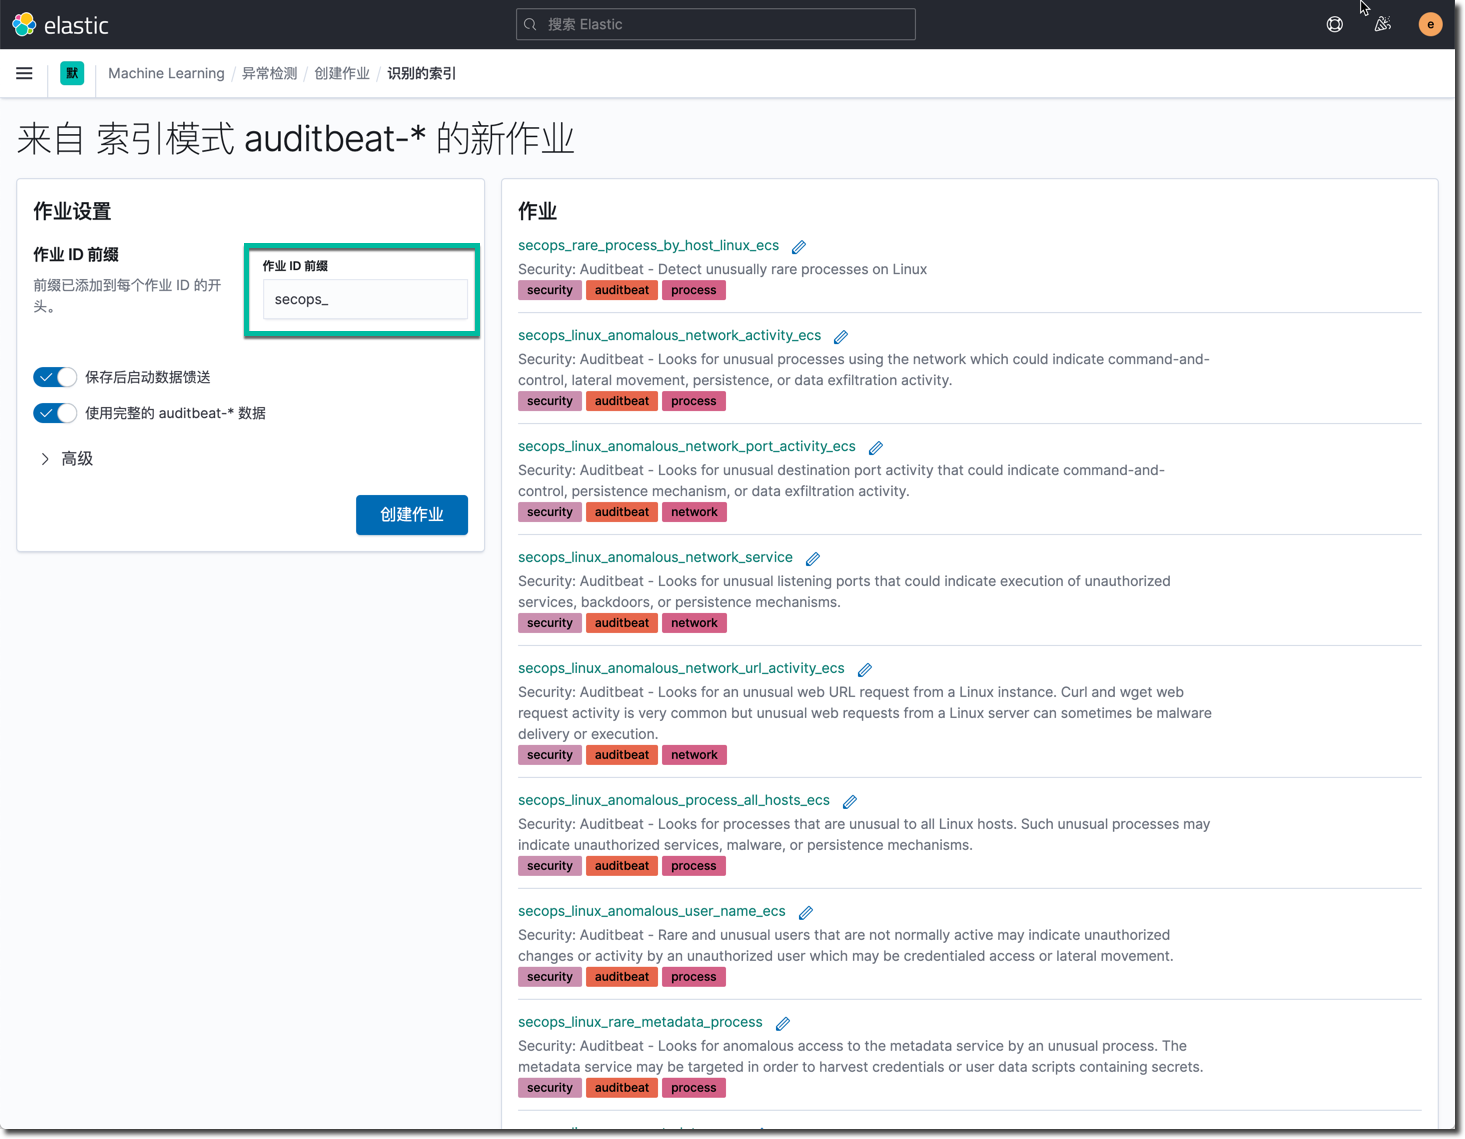 elastic
搜索 Elastic
e
默
Machine Learning / 异常检测 / 创建作业 / 识别的索引
来自 索引模式 auditbeat-* 的新作业
作业设置
作业 ID 前缀
前缀已添加到每个作业 ID 的开
头。
作业 ID 前缀
secops_
保存后启动数据馈送
使用完整的 auditbeat-* 数据
高级
创建作业
作业
secops_rare_process_by_host_linux_ecs
Security: Auditbeat - Detect unusually rare processes on Linux
security auditbeat process
secops_linux_anomalous_network_activity_ecs
Security: Auditbeat - Looks for unusual processes using the network which could indicate command-and-
control, lateral movement, persistence, or data exfiltration activity.
security auditbeat process
secops_linux_anomalous_network_port_activity_ecs
Security: Auditbeat - Looks for unusual destination port activity that could indicate command-and-
control, persistence mechanism, or data exfiltration activity.
security auditbeat network
secops_linux_anomalous_network_service
Security: Auditbeat - Looks for unusual listening ports that could indicate execution of unauthorized
services, backdoors, or persistence mechanisms.
security auditbeat network
secops_linux_anomalous_network_url_activity_ecs
Security: Auditbeat - Looks for an unusual web URL request from a Linux instance. Curl and wget web
request activity is very common but unusual web requests from a Linux server can sometimes be malware
delivery or execution.
security auditbeat network
secops_linux_anomalous_process_all_hosts_ecs
Security: Auditbeat - Looks for processes that are unusual to all Linux hosts. Such unusual processes may
indicate unauthorized services, malware, or persistence mechanisms.
security auditbeat process
secops_linux_anomalous_user_name_ecs
Security: Auditbeat - Rare and unusual users that are not normally active may indicate unauthorized
changes or activity by an unauthorized user which may be credentialed access or lateral movement.
security auditbeat process
secops_linux_rare_metadata_process
Security: Auditbeat - Looks for anomalous access to the metadata service by an unusual process. The
metadata service may be targeted in order to harvest credentials or user data scripts containing secrets.
security auditbeat process